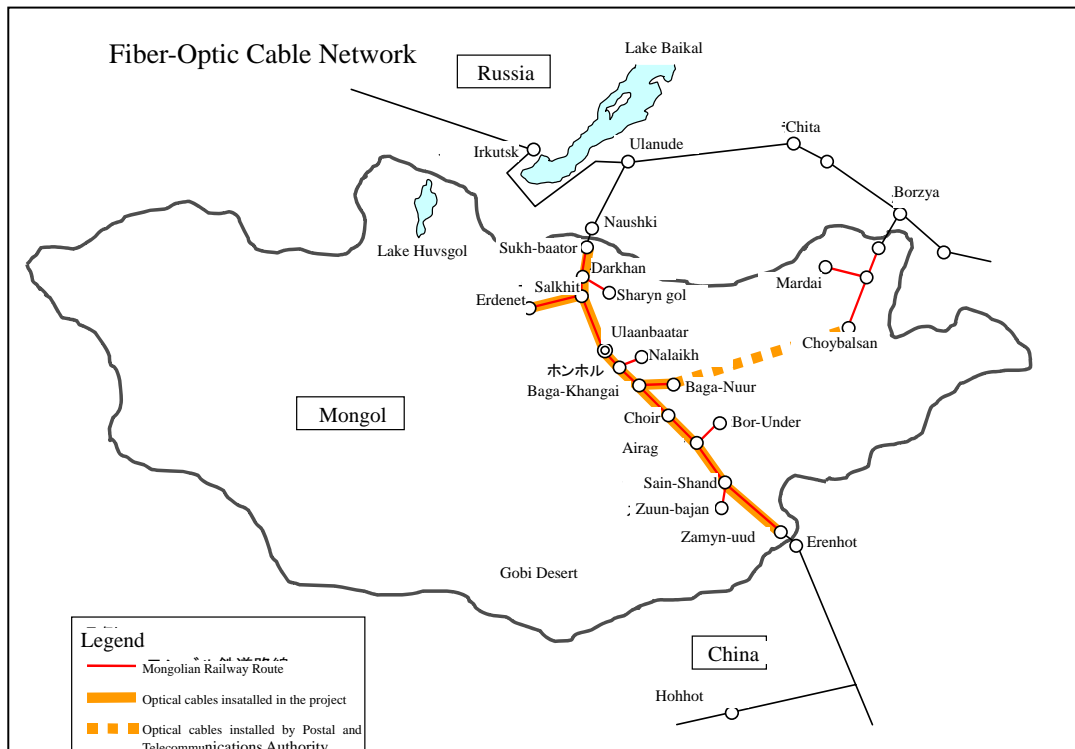 Fiber-Optic Cable Network
Lake Baikal
Russia
Chita
Irkutsk
Ulanude
Borzya
Naushki
Lake Huvsgol
Sukh-baator
Darkhan
Mardai
Salkhit
Sharyn gol
Erdenet
Ulaanbaatar
Choybalsan
Nalaikh
ホンホル
Baga-Khangai
Baga-Nuur
Mongol
Choir
Bor-Under
Airag
Sain-Shand
Zuun-bajan
Zamyn-uud
Erenhot
Gobi Desert
Legend
Mongolian Railway Route
China
Optical cables insatalled in the project
Hohhot
Optical cables installed by Postal and
Telecommunications Authority